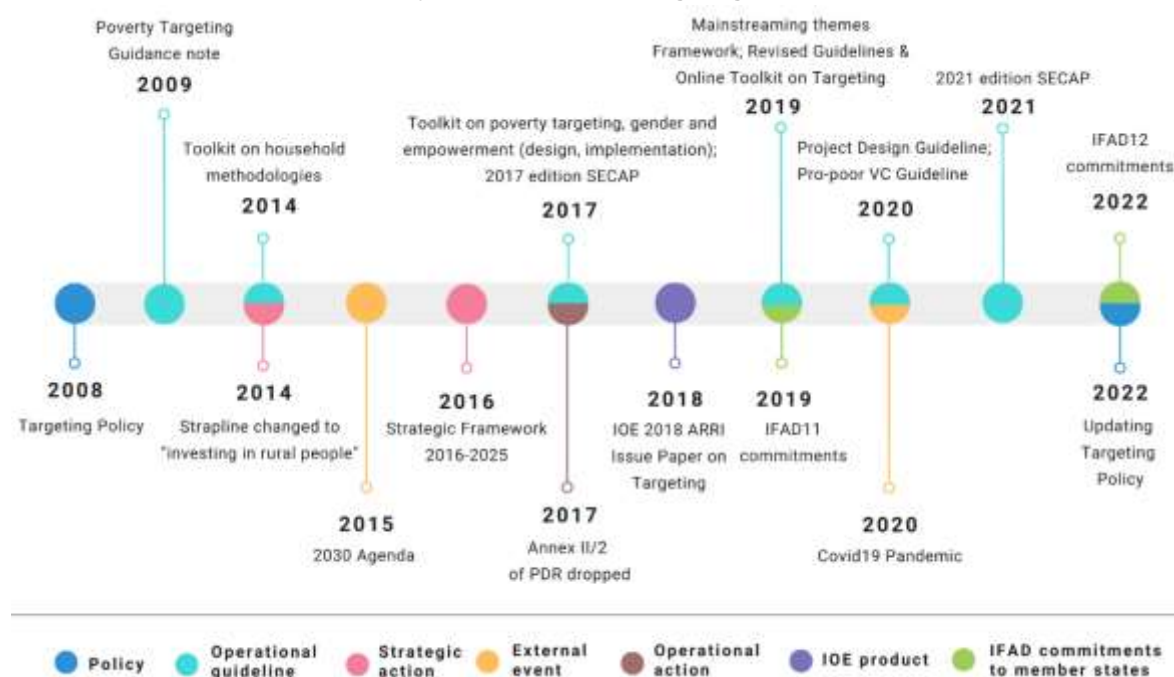 Poverty Targeting
Guidance note
2009
Toolkit on household
methodologies
2014
Toolkit on poverty targeting, gender and
empowerment (design, implementation);
2017 edition SECAP
2017
Mainstreaming themes
Framework; Revised Guidelines &
Online Toolkit on Targeting
2019
Project Design Guideline;
Pro-poor VC Guideline
2020
2021 edition SECAP
2021
IFAD12
commitments
2022
2008
Targeting Policy
2014
Strapline changed to
"investing in rural people"
2015
2030 Agenda
2016
Strategic Framework
2016-2025
2017
Annex II/2
of PDR dropped
2018
IOE 2018 ARRI
Issue Paper on
Targeting
2019
IFAD11
commitments
2020
Covid19 Pandemic
2022
Updating
Targeting
Policy
Policy
Operational
guideline
Strategic
action
External
event
Operational
action
IOE product
IFAD commitments
to member states